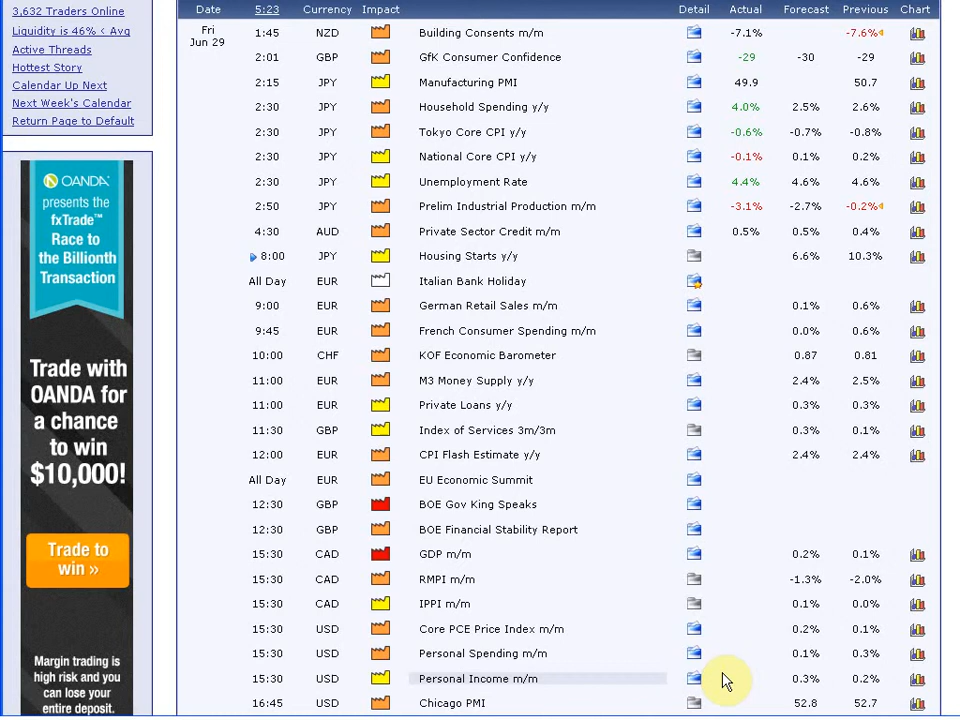 3,632 Traders Online
Liquidity is 46% < Avg
Active Threads
Hottest Story
Calendar Up Next
Next Week's Calendar
Return Page to Default
OANDA
presents the
fxTrade™
Race to
the Billionth
Transaction
Trade with
OANDA for
a chance
to win
$10,000!
Trade to
win »
Margin trading is
high risk and you
can lose your
entire deposit.
Date 5:23 Currency Impact Detail Actual Forecast Previous Chart
Fri
Jun 29
1:45 NZD Building Consents m/m -7.1% -7.6%
2:01 GBP GfK Consumer Confidence -29 -30 -29
2:15 JPY Manufacturing PMI 49.9 50.7
2:30 JPY Household Spending y/y 4.0% 2.5% 2.6%
2:30 JPY Tokyo Core CPI y/y -0.6% -0.7% -0.8%
2:30 JPY National Core CPI y/y -0.1% 0.1% 0.2%
2:30 JPY Unemployment Rate 4.4% 4.6% 4.6%
2:50 JPY Prelim Industrial Production m/m -3.1% -2.7% -0.2%
4:30 AUD Private Sector Credit m/m 0.5% 0.5% 0.4%
8:00 JPY Housing Starts y/y 6.6% 10.3%
All Day EUR Italian Bank Holiday
9:00 EUR German Retail Sales m/m 0.1% 0.6%
9:45 EUR French Consumer Spending m/m 0.0% 0.6%
10:00 CHF KOF Economic Barometer 0.87 0.81
11:00 EUR M3 Money Supply y/y 2.4% 2.5%
11:00 EUR Private Loans y/y 0.3% 0.3%
11:30 GBP Index of Services 3m/3m 0.3% 0.1%
12:00 EUR CPI Flash Estimate y/y 2.4% 2.4%
All Day EUR EU Economic Summit
12:30 GBP BOE Gov King Speaks
12:30 GBP BOE Financial Stability Report
15:30 CAD GDP m/m 0.2% 0.1%
15:30 CAD RMPI m/m -1.3% -2.0%
15:30 CAD IPPI m/m 0.1% 0.0%
15:30 USD Core PCE Price Index m/m 0.2% 0.1%
15:30 USD Personal Spending m/m 0.1% 0.3%
15:30 USD Personal Income m/m 0.3% 0.2%
16:45 USD Chicago PMI 52.8 52.7